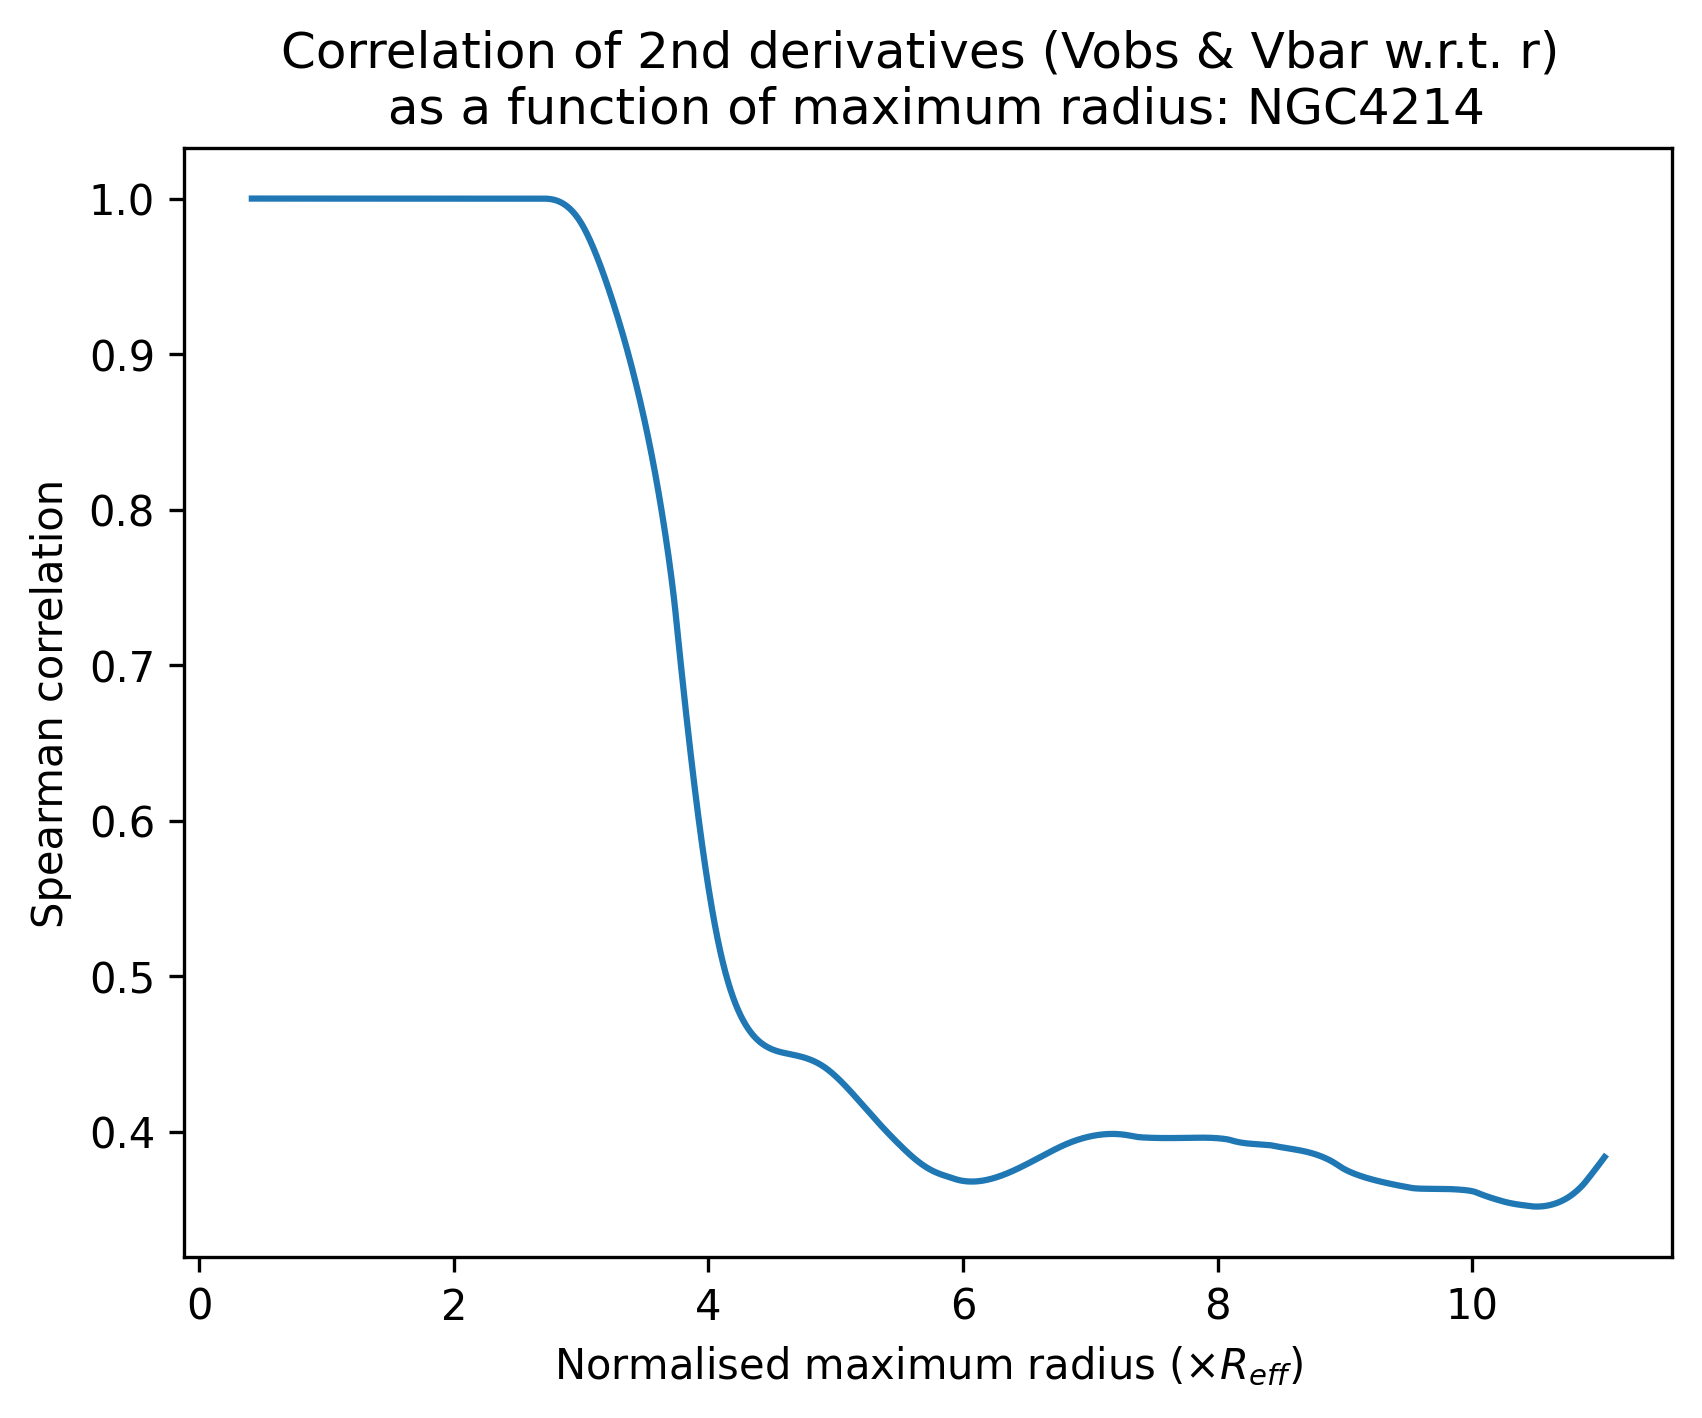 Correlation of 2nd derivatives (Vobs & Vbar w.r.t. r)
as a function of maximum radius: NGC4214
1.0
0.9
0.8
0.7
0.6
0.5
0.4
Spearman correlation
0 2 4 6 8 10
Normalised maximum radius (×R_eff)